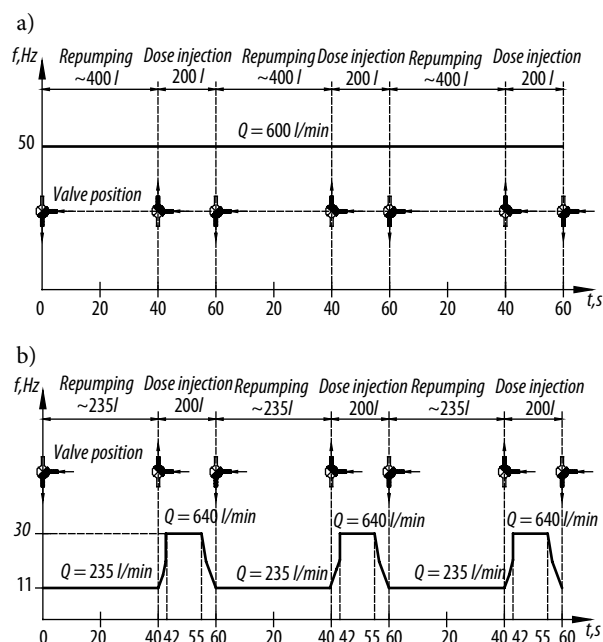 a)
f,Hz
Repumping Dose injection Repumping Dose injection Repumping Dose injection
~400 l 200 l ~400 l 200 l ~400 l 200 l
Q = 600 l/min
50
Valve position
0 20 40 60 20 40 60 20 40 60
t,s
b)
f,Hz
Repumping Dose injection Repumping Dose injection Repumping Dose injection
~235l 200l ~235l 200l ~235l 200l
Valve position
Q = 640 l/min Q = 640 l/min Q = 640 l/min
30
Q = 235 l/min Q = 235 l/min Q = 235 l/min
11
t,s
0 20 40 42 55 60 20 40 42 55 60 20 40 42 55 60